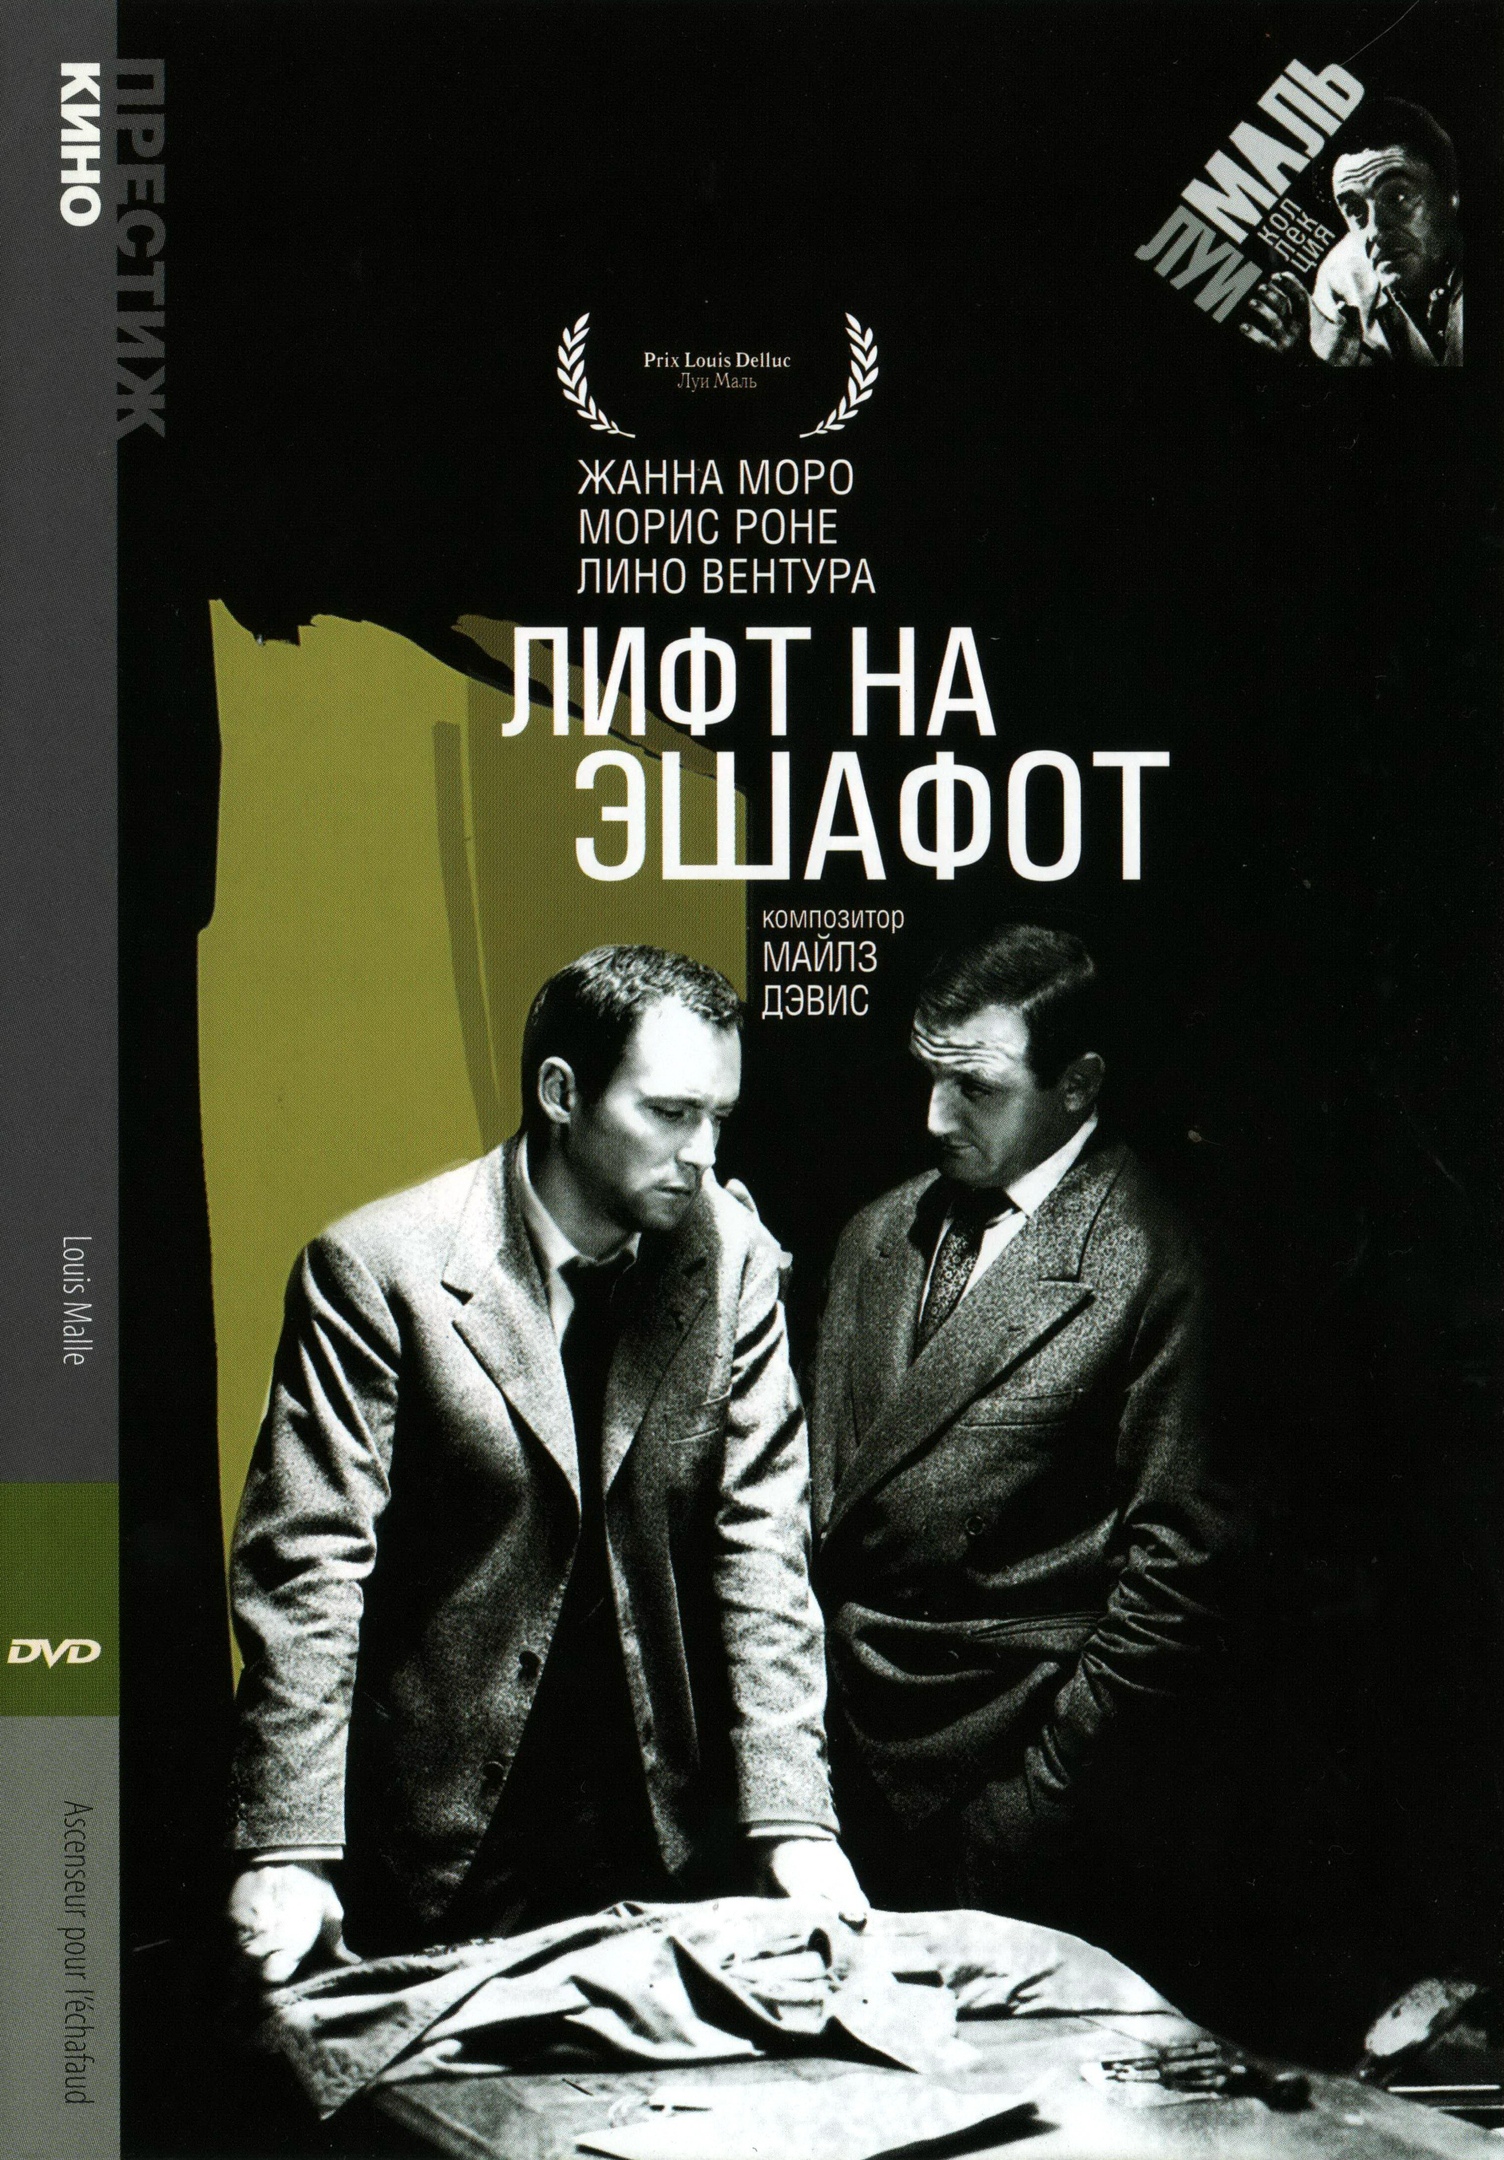 КИНО
ПРЕСТИЖ
ЛУИ
МАЛЬ
кол
лек
ция
Prix Louis Delluc
Луи Маль
ЖАННА МОРО
МОРИС РОНЕ
ЛИНО ВЕНТУРА
ЛИФТ НА
ЭШАФОТ
композитор
МАЙЛЗ
ДЭВИС
Louis Malle
DVD
Ascenseur pour l'échafaud